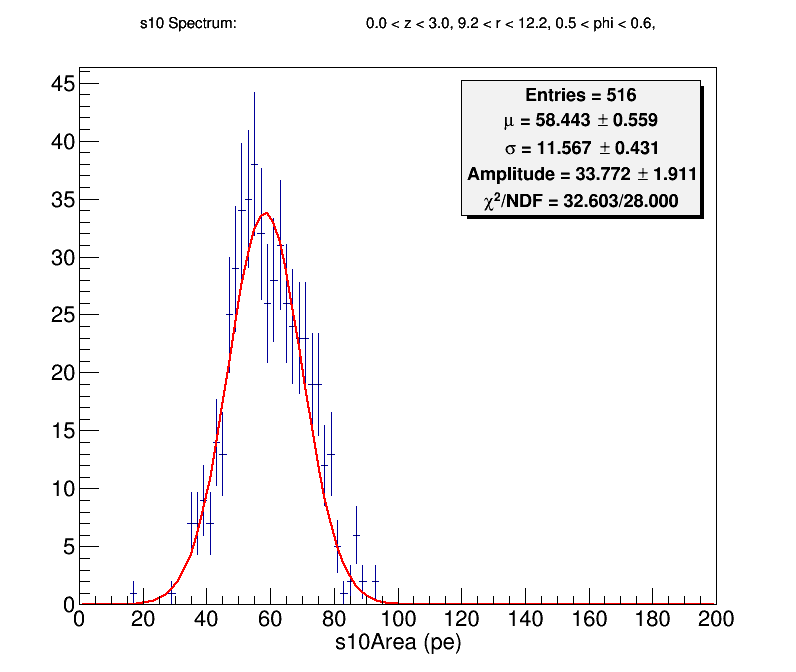 s10 Spectrum: 0.0 < z < 3.0, 9.2 < r < 12.2, 0.5 < phi < 0.6,
Entries = 516
μ = 58.443 ± 0.559
σ = 11.567 ± 0.431
Amplitude = 33.772 ± 1.911
χ²/NDF = 32.603/28.000
45
40
35
30
25
20
15
10
5
0
0 20 40 60 80 100 120 140 160 180 200
s10Area (pe)